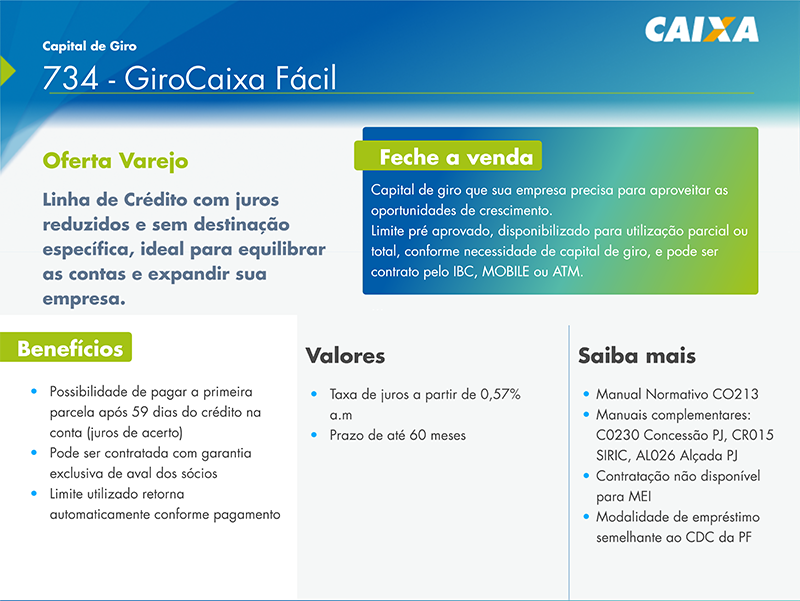 CAIXA
Capital de Giro
734 - GiroCaixa Fácil
Oferta Varejo
Linha de Crédito com juros
reduzidos e sem destinação
específica, ideal para equilibrar
as contas e expandir sua
empresa.
Feche a venda
Capital de giro que sua empresa precisa para aproveitar as
oportunidades de crescimento.
Limite pré aprovado, disponibilizado para utilização parcial ou
total, conforme necessidade de capital de giro, e pode ser
contrato pelo IBC, MOBILE ou ATM.
Benefícios
• Possibilidade de pagar a primeira
parcela após 59 dias do crédito na
conta (juros de acerto)
• Pode ser contratada com garantia
exclusiva de aval dos sócios
• Limite utilizado retorna
automaticamente conforme pagamento
Valores
• Taxa de juros a partir de 0,57%
a.m
• Prazo de até 60 meses
Saiba mais
• Manual Normativo CO213
• Manuais complementares:
C0230 Concessão PJ, CR015
SIRIC, AL026 Alçada PJ
• Contratação não disponível
para MEI
• Modalidade de empréstimo
semelhante ao CDC da PF